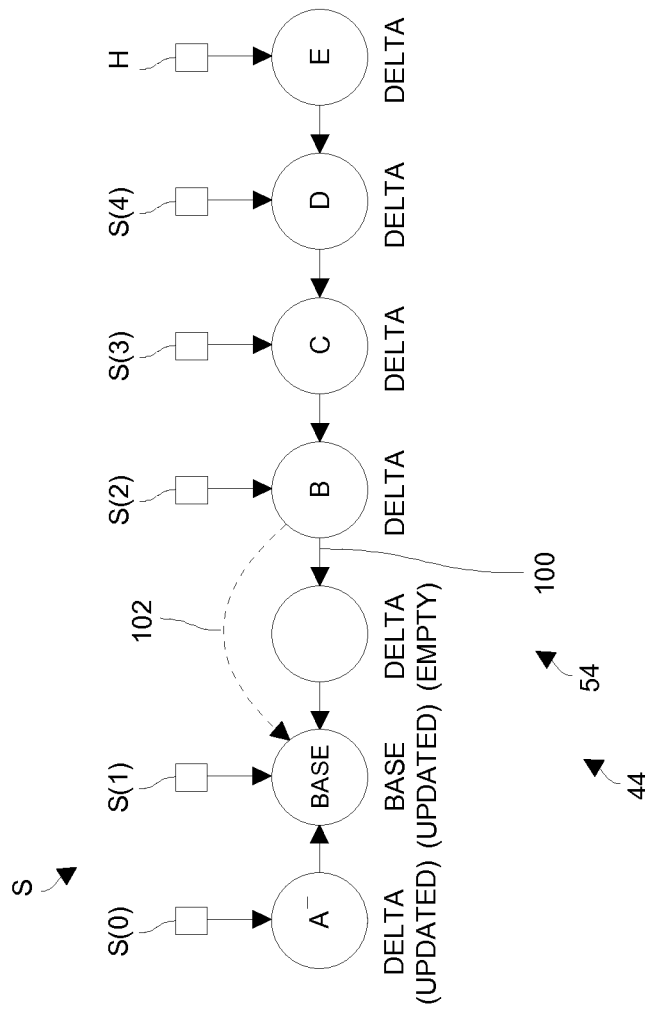 S
S(0)
S(1)
S(2)
S(3)
S(4)
H
102
A¯
BASE
B
C
D
E
DELTA
(UPDATED)
BASE
(UPDATED)
DELTA
(EMPTY)
DELTA
DELTA
DELTA
DELTA
100
54
44